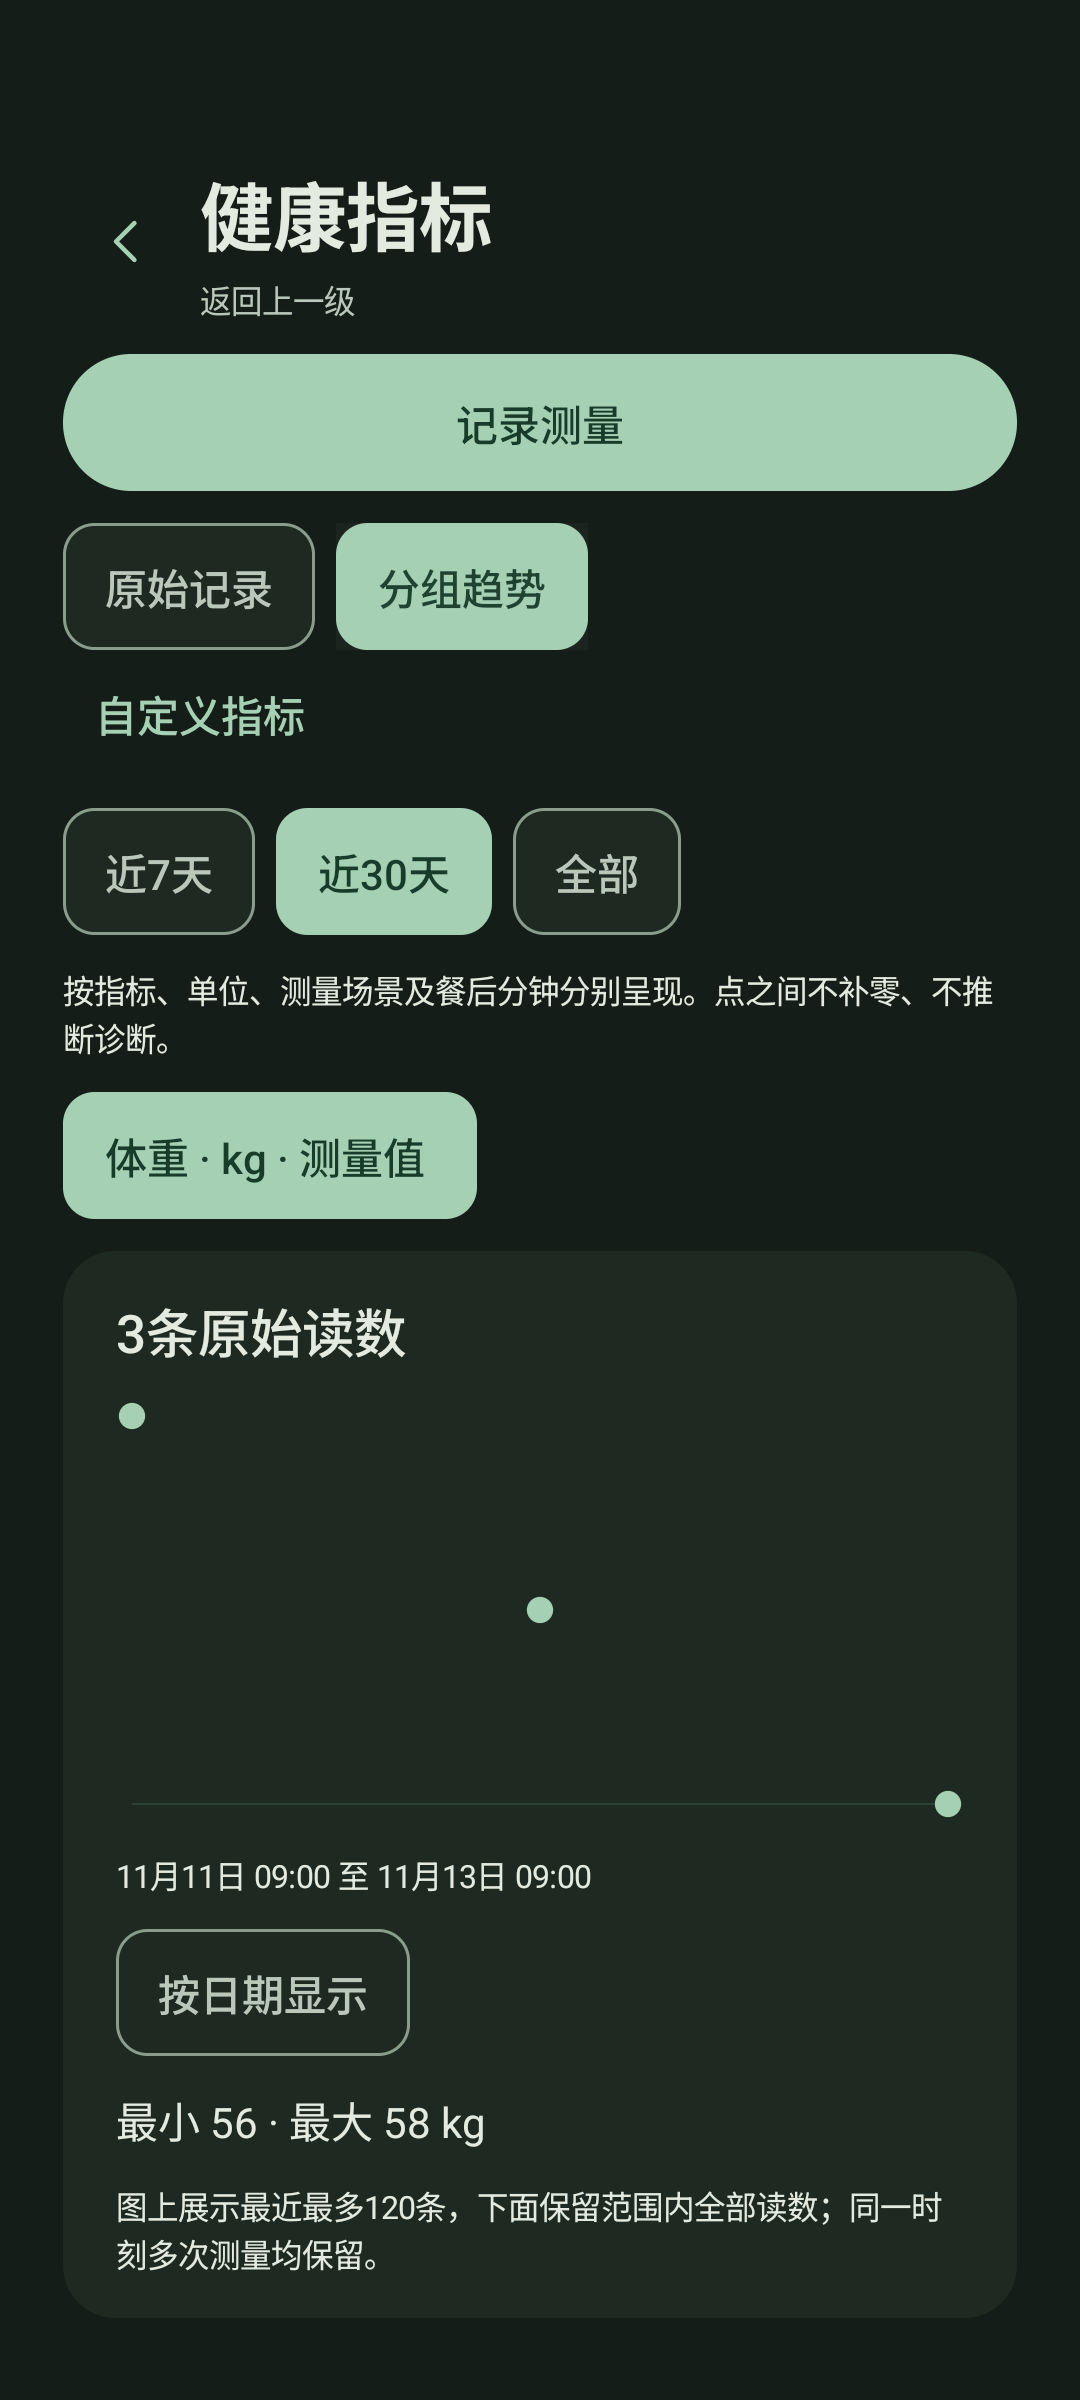 健康指标
返回上一级
记录测量
原始记录
分组趋势
自定义指标
近7天
近30天
全部
按指标、单位、测量场景及餐后分钟分别呈现。点之间不补零、不推
断诊断。
体重 · kg · 测量值
3条原始读数
11月11日 09:00 至 11月13日 09:00
按日期显示
最小 56 · 最大 58 kg
图上展示最近最多120条，下面保留范围内全部读数；同一时
刻多次测量均保留。